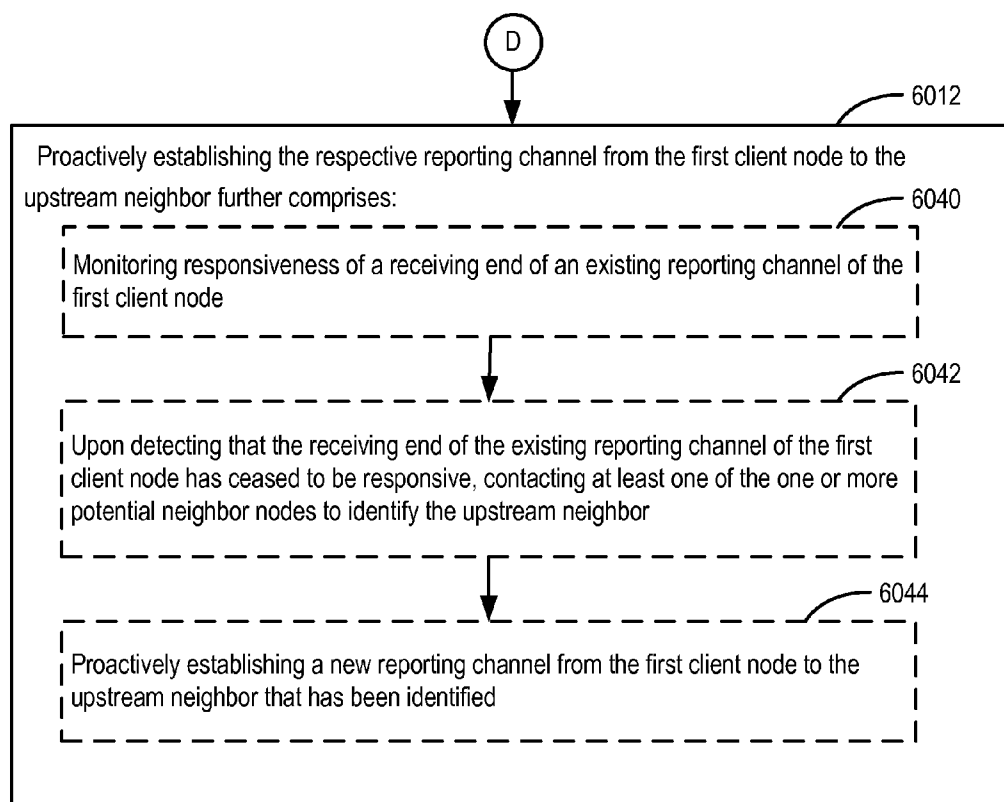 D
6012
Proactively establishing the respective reporting channel from the first client node to the
upstream neighbor further comprises:
6040
Monitoring responsiveness of a receiving end of an existing reporting channel of the
first client node
6042
Upon detecting that the receiving end of the existing reporting channel of the first
client node has ceased to be responsive, contacting at least one of the one or more
potential neighbor nodes to identify the upstream neighbor
6044
Proactively establishing a new reporting channel from the first client node to the
upstream neighbor that has been identified